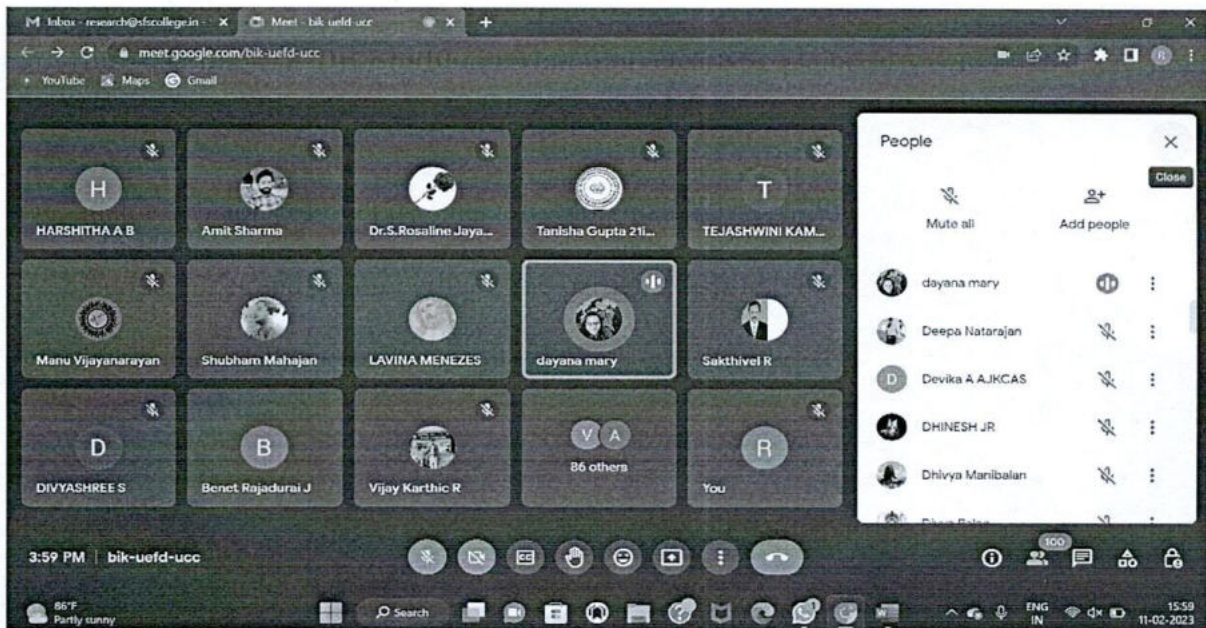 Inbox - research@sfscollege.in - Meet - bik-uefd-ucc
meet.google.com/bik-uefd-ucc R
YouTube Maps G Gmail
People
Close
Mute all Add people
H T
HARSHITHA A B Amit Sharma Dr.S.Rosaline Jaya... Tanisha Gupta 21i... TEJASHWINI KAM...
dayana mary
Deepa Natarajan
Manu Vijayanarayan Shubham Mahajan LAVINA MENEZES dayana mary Sakthivel R
D Devika A AJKCAS
DHINESH JR
D B V A R
86 others
DIVYASHREE S Benet Rajadurai J Vijay Karthic R You
Dhivya Manibalan
3:59 PM | bik-uefd-ucc CC 100
86°F
Partly sunny
Search
ENG
IN
15:59
11-02-2023